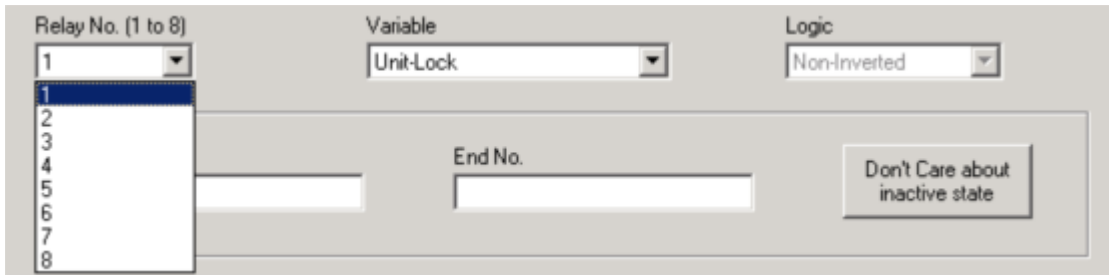 Relay No. (1 to 8)
Variable
Logic
1
Unit-Lock
Non-Inverted
1
2
3
4
5
6
7
8
End No.
Don't Care about
inactive state